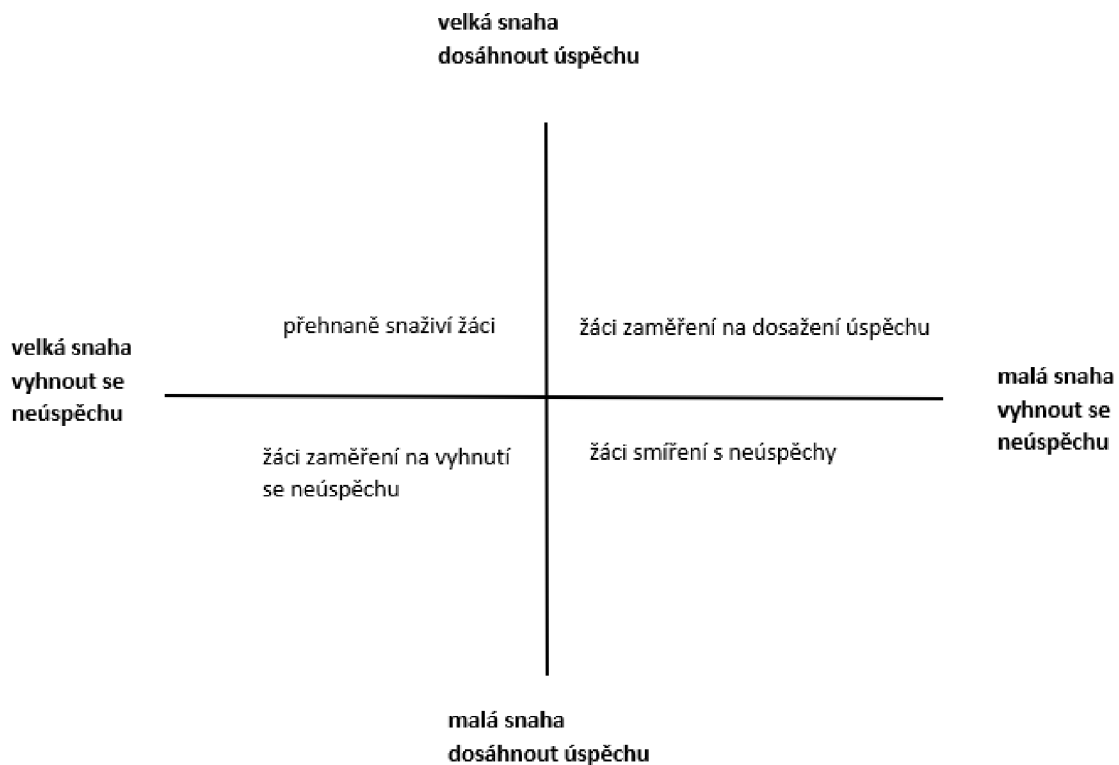 velká snaha
dosáhnout úspěchu
přehnaně snaživí žáci
žáci zaměření na dosažení úspěchu
velká snaha
vyhnout se
neúspěchu
malá snaha
vyhnout se
neúspěchu
žáci zaměření na vyhnutí
se neúspěchu
žáci smíření s neúspěchy
malá snaha
dosáhnout úspěchu